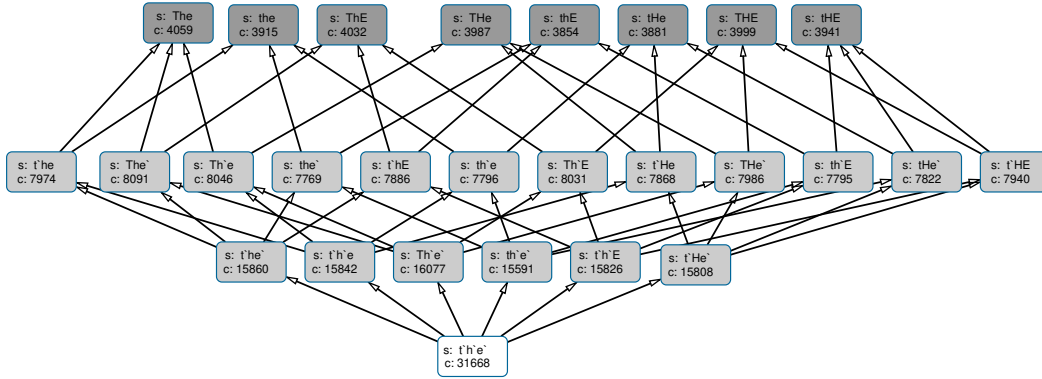 s: The
c: 4059
s: the
c: 3915
s: ThE
c: 4032
s: THe
c: 3987
s: thE
c: 3854
s: tHe
c: 3881
s: THE
c: 3999
s: tHE
c: 3941
s: t`he
c: 7974
s: The`
c: 8091
s: Th`e
c: 8046
s: the`
c: 7769
s: t`hE
c: 7886
s: th`e
c: 7796
s: Th`E
c: 8031
s: t`He
c: 7868
s: THe`
c: 7986
s: th`E
c: 7795
s: tHe`
c: 7822
s: t`HE
c: 7940
s: t`he`
c: 15860
s: t`h`e
c: 15842
s: Th`e`
c: 16077
s: th`e`
c: 15591
s: t`h`E
c: 15826
s: t`He`
c: 15808
s: t`h`e`
c: 31668